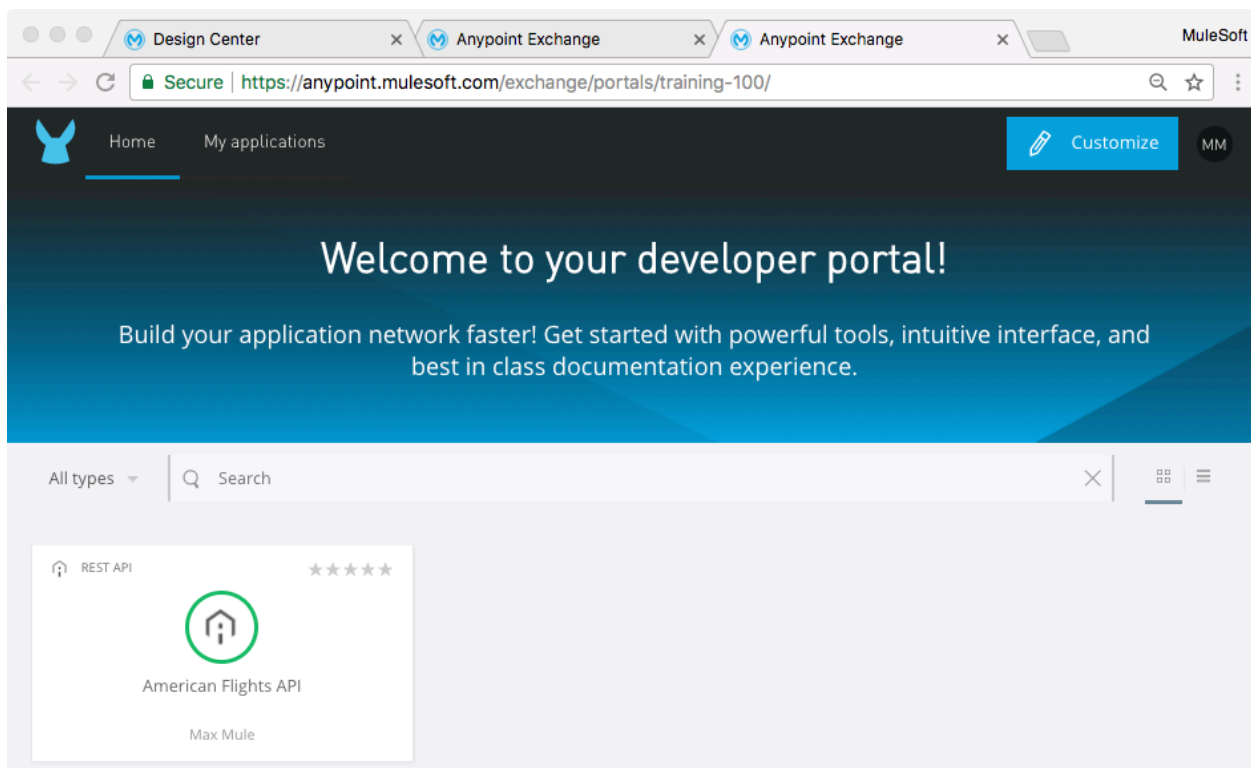 Design Center
Anypoint Exchange
Anypoint Exchange
MuleSoft
Secure | https://anypoint.mulesoft.com/exchange/portals/training-100/
Home
My applications
Customize
MM
Welcome to your developer portal!
Build your application network faster! Get started with powerful tools, intuitive interface, and
best in class documentation experience.
All types
Search
REST API
American Flights API
Max Mule